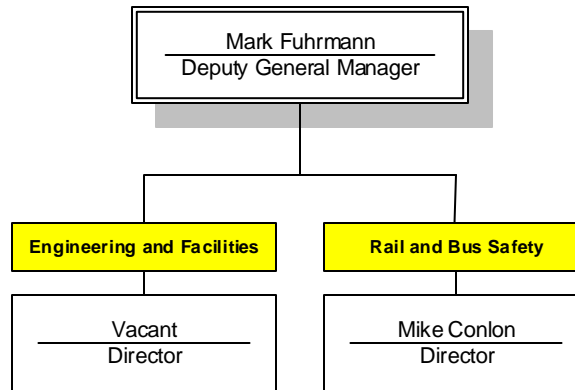 Mark Fuhrmann
Deputy General Manager
Engineering and Facilities
Rail and Bus Safety
Vacant
Director
Mike Conlon
Director